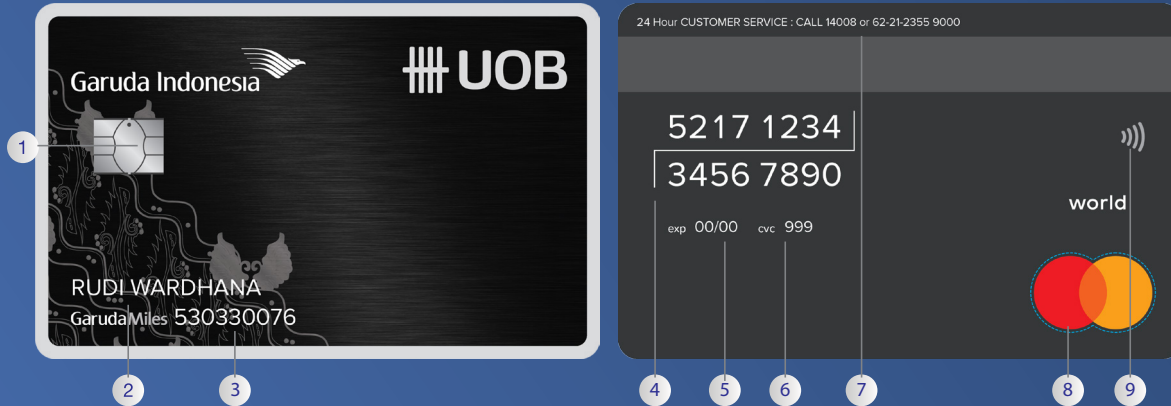 Garuda Indonesia
UOB
1
RUDI WARDHANA
GarudaMiles 530330076
2
3
24 Hour CUSTOMER SERVICE : CALL 14008 or 62-21-2355 9000
5217 1234
3456 7890
exp 00/00 cvc 999
world
4
5
6
7
8
9